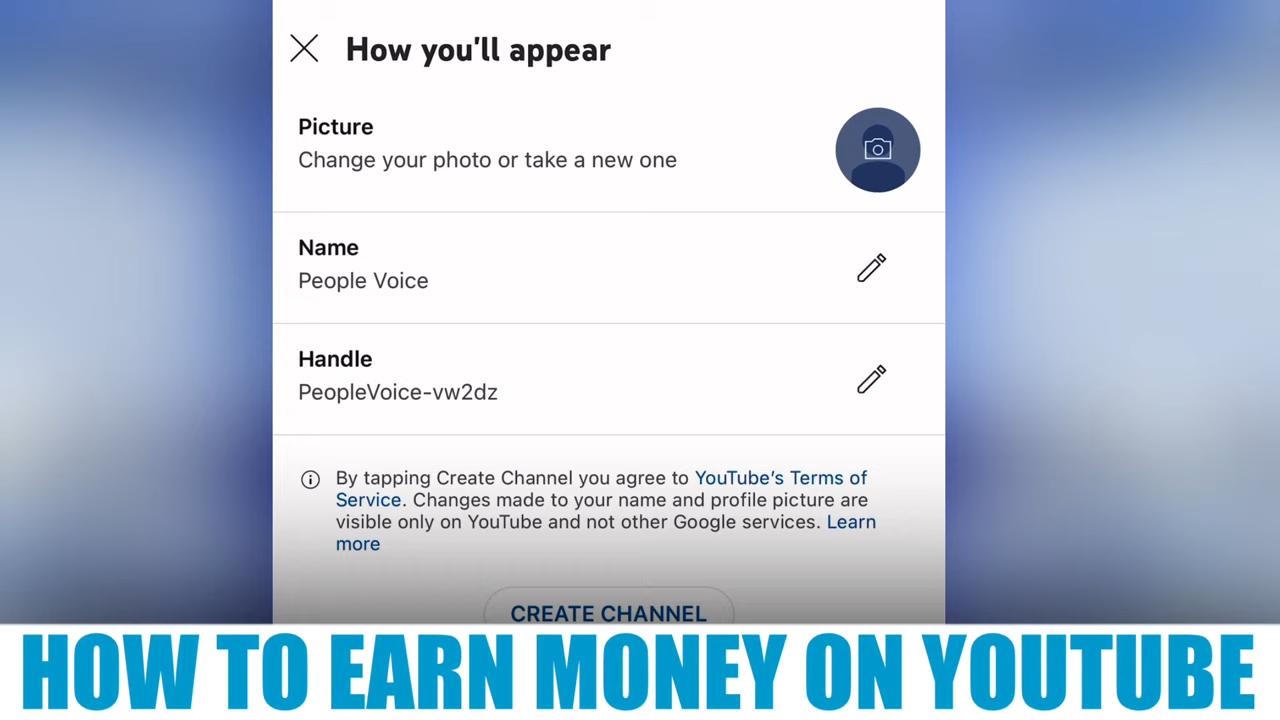 How you'll appear
Picture
Change your photo or take a new one
Name
People Voice
Handle
PeopleVoice-vw2dz
By tapping Create Channel you agree to YouTube's Terms of
Service. Changes made to your name and profile picture are
visible only on YouTube and not other Google services. Learn
more
CREATE CHANNEL
HOW TO EARN MONEY ON YOUTUBE